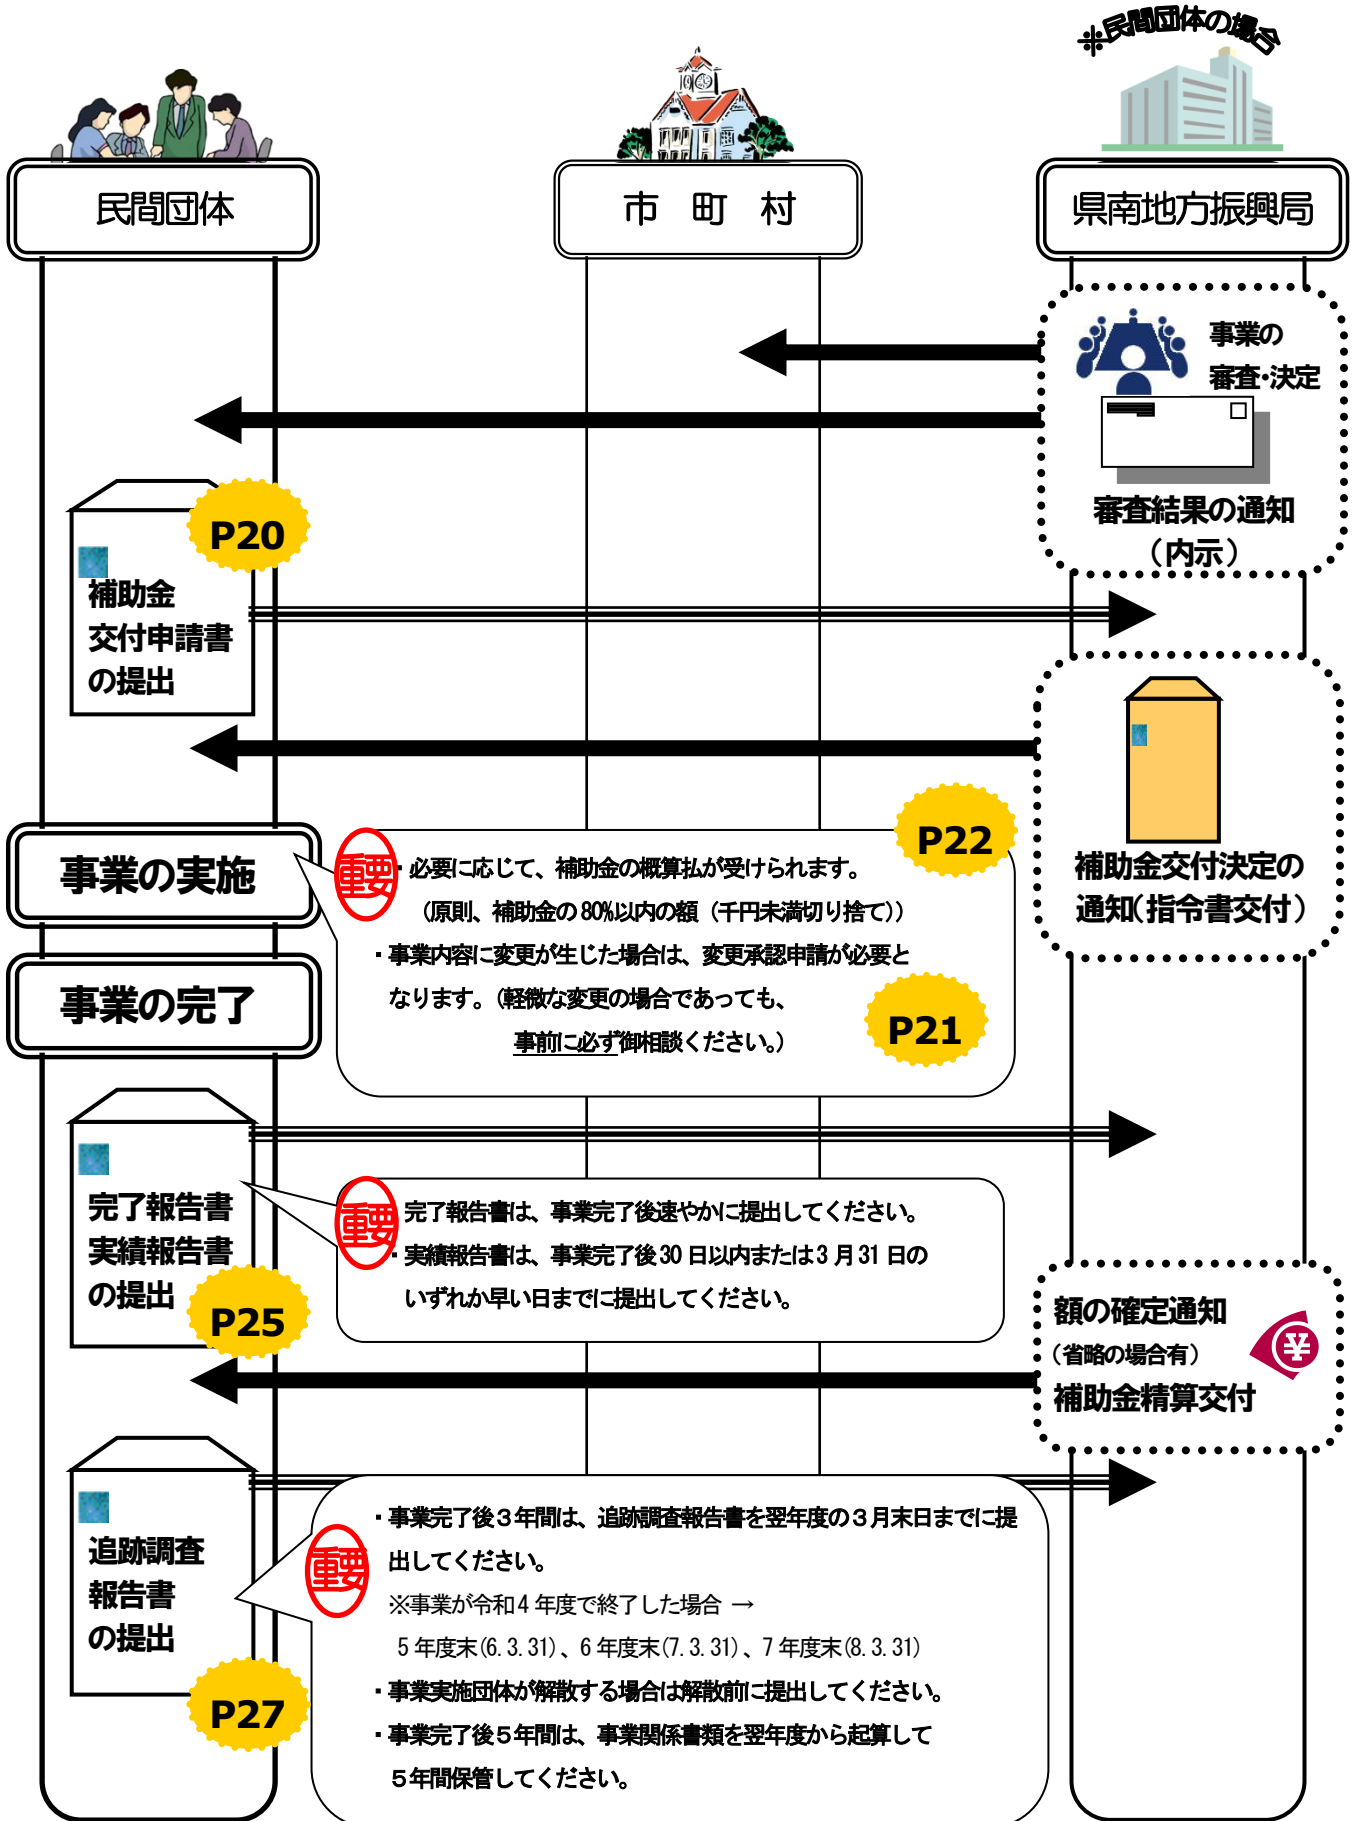 ※民間団体の場合
民間団体
市 町 村
県南地方振興局
事業の
審査・決定
審査結果の通知
（内示）
P20
補助金
交付申請書
の提出
補助金交付決定の
通知（指令書交付）
事業の実施
重要
P22
・必要に応じて、補助金の概算払が受けられます。
（原則、補助金の80%以内の額（千円未満切り捨て））
・事業内容に変更が生じた場合は、変更承認申請が必要と
なります。（軽微な変更の場合であっても、
事前に必ず御相談ください。）
P21
事業の完了
完了報告書
実績報告書
の提出
P25
重要
完了報告書は、事業完了後速やかに提出してください。
・実績報告書は、事業完了後30日以内または3月31日の
いずれか早い日までに提出してください。
額の確定通知
（省略の場合有）
補助金精算交付
¥
追跡調査
報告書
の提出
P27
重要
・事業完了後３年間は、追跡調査報告書を翌年度の３月末日までに提
出してください。
※事業が令和4年度で終了した場合 →
5年度末(6.3.31)、6年度末(7.3.31)、7年度末(8.3.31)
・事業実施団体が解散する場合は解散前に提出してください。
・事業完了後５年間は、事業関係書類を翌年度から起算して
５年間保管してください。